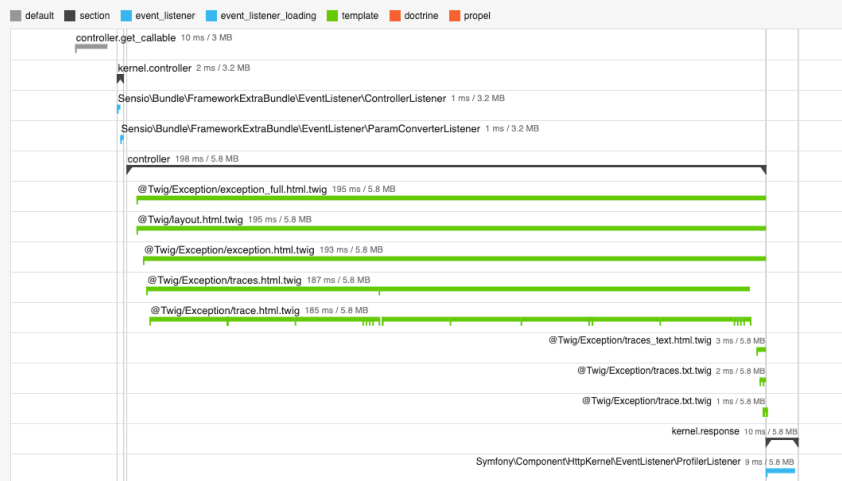 default section event_listener event_listener_loading template doctrine propel
controller.get_callable 10 ms / 3 MB
kernel.controller 2 ms / 3.2 MB
Sensio\Bundle\FrameworkExtraBundle\EventListener\ControllerListener 1 ms / 3.2 MB
Sensio\Bundle\FrameworkExtraBundle\EventListener\ParamConverterListener 1 ms / 3.2 MB
controller 198 ms / 5.8 MB
@Twig/Exception/exception_full.html.twig 195 ms / 5.8 MB
@Twig/layout.html.twig 195 ms / 5.8 MB
@Twig/Exception/exception.html.twig 193 ms / 5.8 MB
@Twig/Exception/traces.html.twig 187 ms / 5.8 MB
@Twig/Exception/trace.html.twig 185 ms / 5.8 MB
@Twig/Exception/traces_text.html.twig 3 ms / 5.8 MB
@Twig/Exception/traces.txt.twig 2 ms / 5.8 MB
@Twig/Exception/trace.txt.twig 1 ms / 5.8 MB
kernel.response 10 ms / 5.8 MB
Symfony\Component\HttpKernel\EventListener\ProfilerListener 9 ms / 5.8 MB